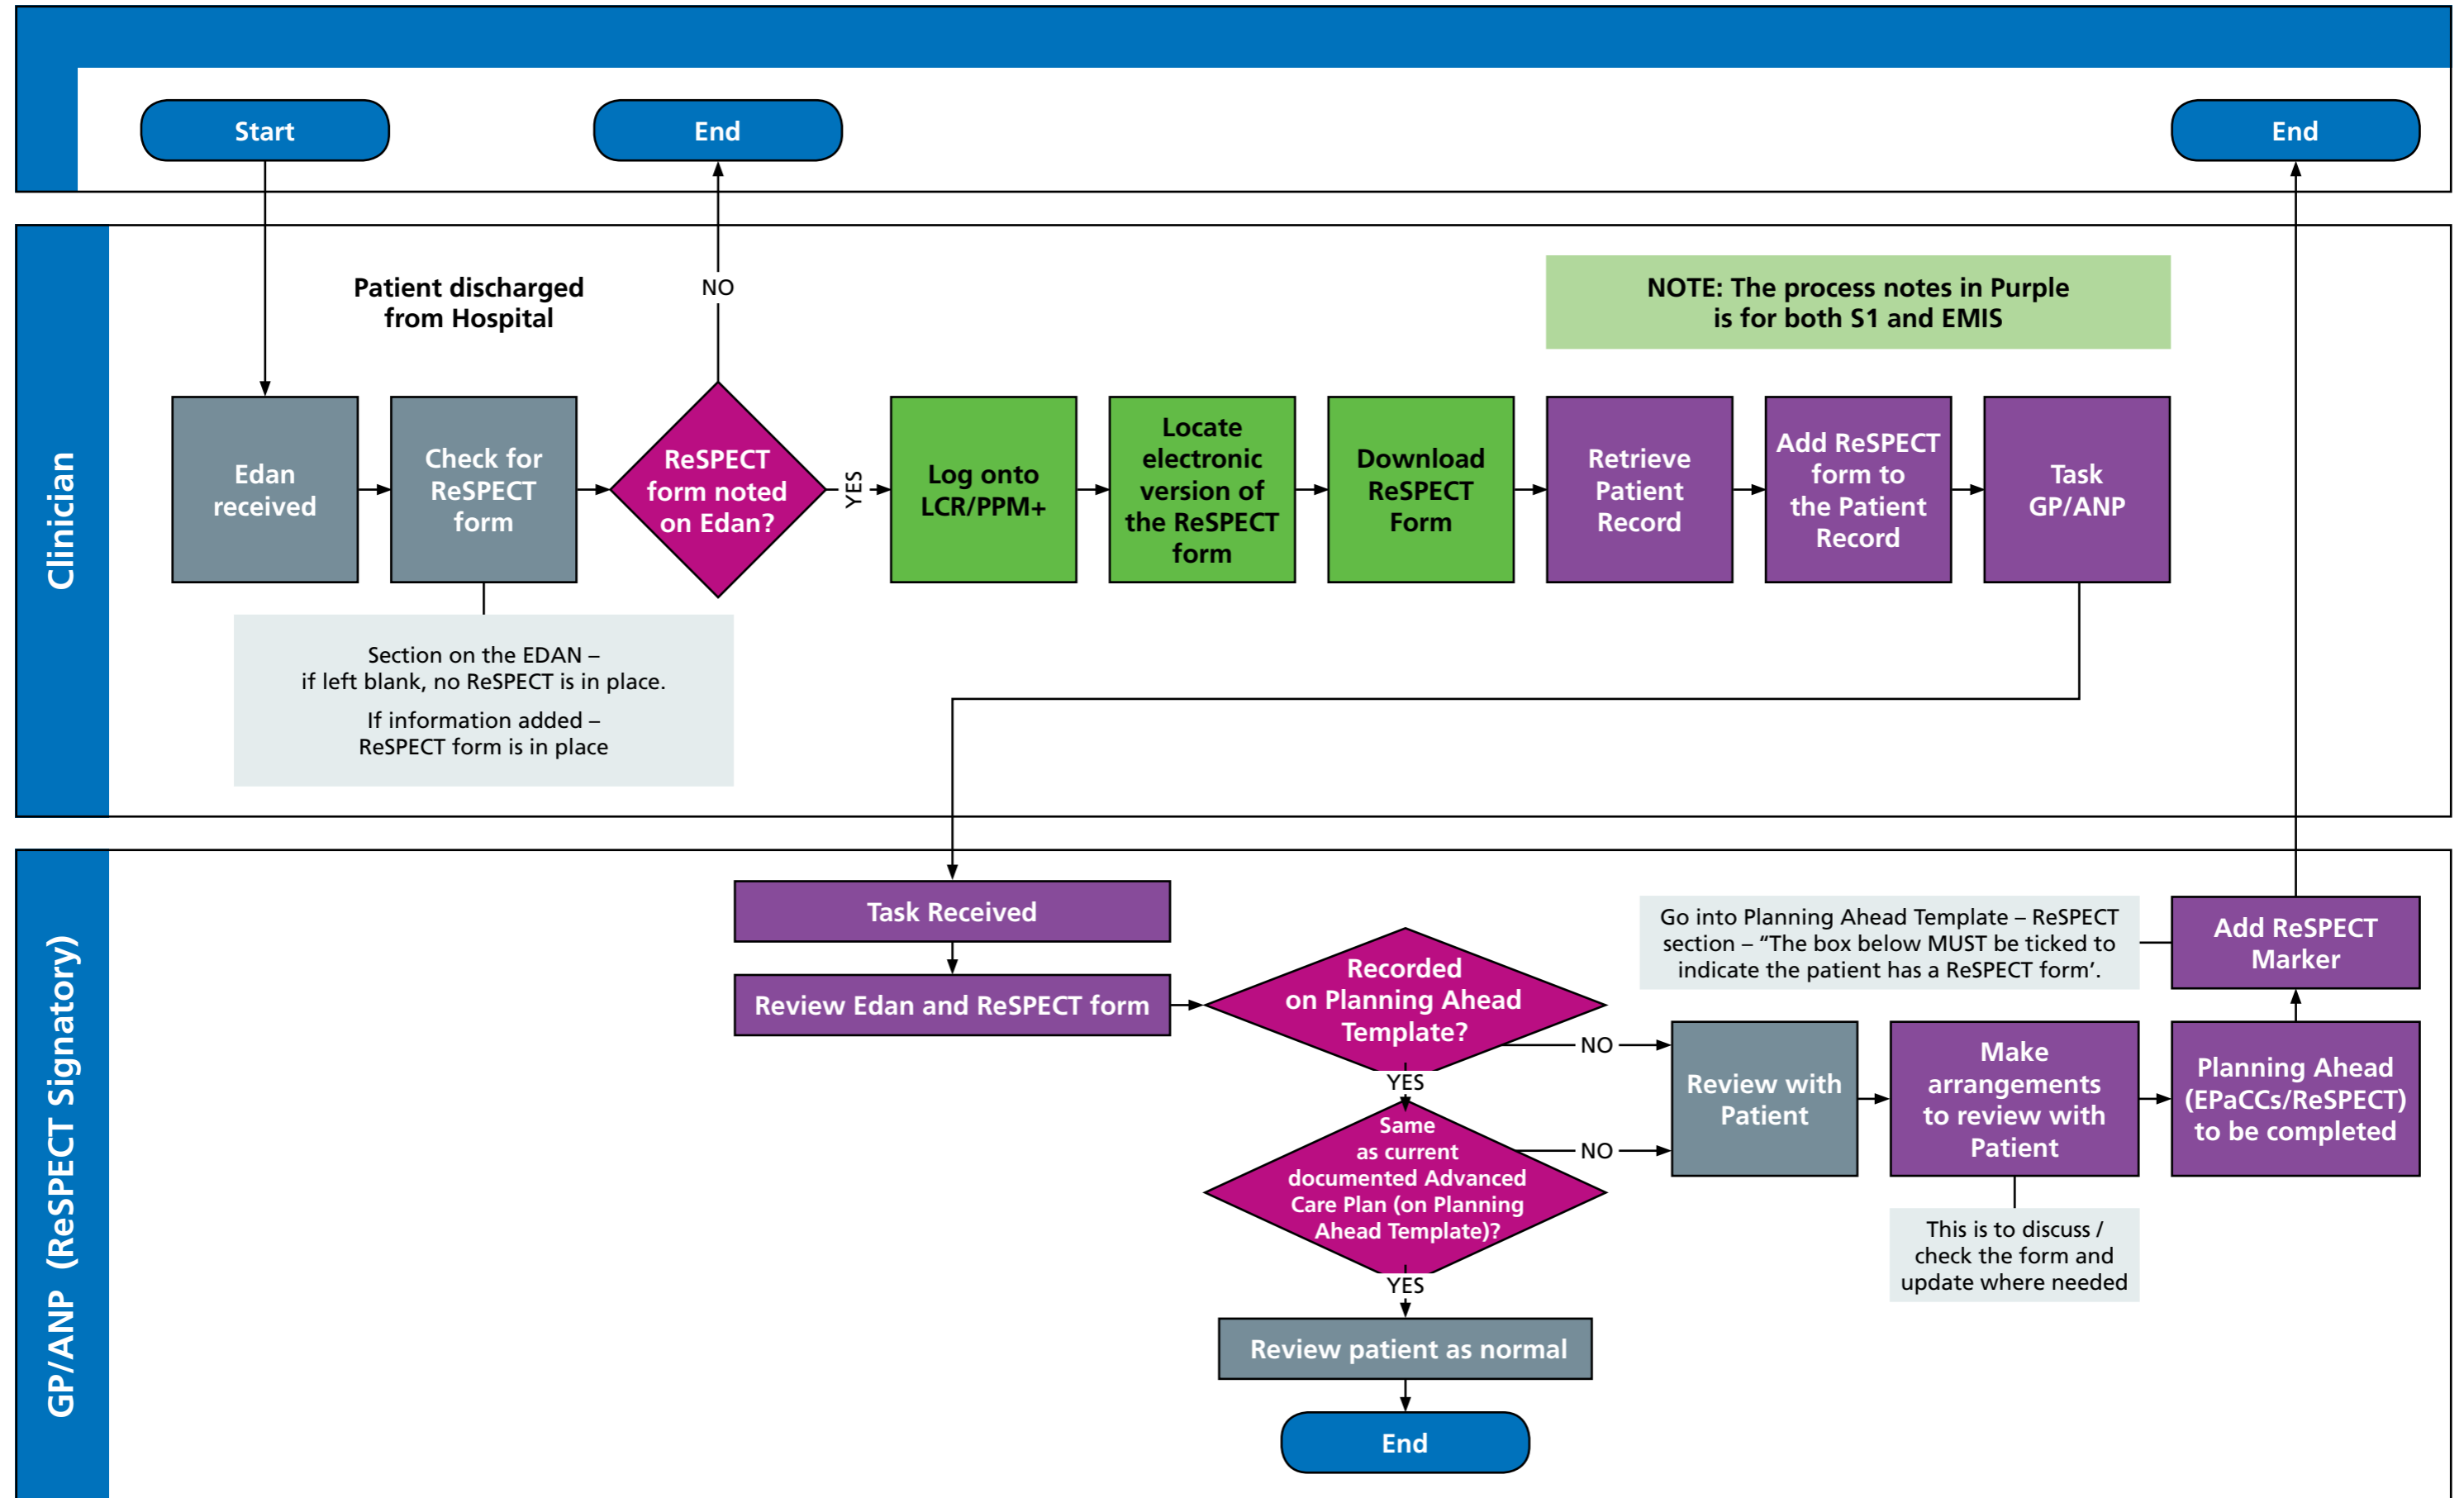 Start
End
End
Clinician
Patient discharged
from Hospital
NO
NOTE: The process notes in Purple
is for both S1 and EMIS
Edan
received
Check for
ReSPECT
form
ReSPECT
form noted
on Edan?
YES
Log onto
LCR/PPM+
Locate
electronic
version of
the ReSPECT
form
Download
ReSPECT
Form
Retrieve
Patient
Record
Add ReSPECT
form to
the Patient
Record
Task
GP/ANP
Section on the EDAN –
if left blank, no ReSPECT is in place.
If information added –
ReSPECT form is in place
GP/ANP (ReSPECT Signatory)
Task Received
Review Edan and ReSPECT form
Recorded
on Planning Ahead
Template?
NO
YES
Same
as current
documented Advanced
Care Plan (on Planning
Ahead Template)?
NO
YES
Review patient as normal
End
Review with
Patient
Make
arrangements
to review with
Patient
This is to discuss /
check the form and
update where needed
Planning Ahead
(EPaCCs/ReSPECT)
to be completed
Go into Planning Ahead Template – ReSPECT
section – “The box below MUST be ticked to
indicate the patient has a ReSPECT form’.
Add ReSPECT
Marker